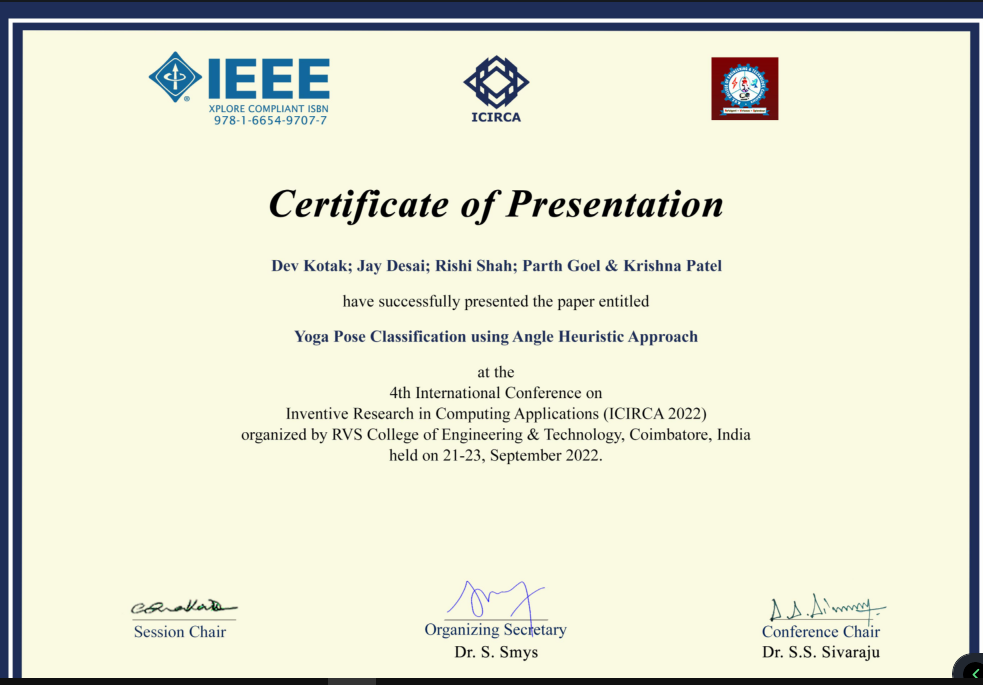 IEEE
XPLORE COMPLIANT ISBN
978-1-6654-9707-7
ICIRCA
Certificate of Presentation
Dev Kotak; Jay Desai; Rishi Shah; Parth Goel & Krishna Patel
have successfully presented the paper entitled
Yoga Pose Classification using Angle Heuristic Approach
at the
4th International Conference on
Inventive Research in Computing Applications (ICIRCA 2022)
organized by RVS College of Engineering & Technology, Coimbatore, India
held on 21-23, September 2022.
Session Chair
Organizing Secretary
Dr. S. Smys
Conference Chair
Dr. S.S. Sivaraju